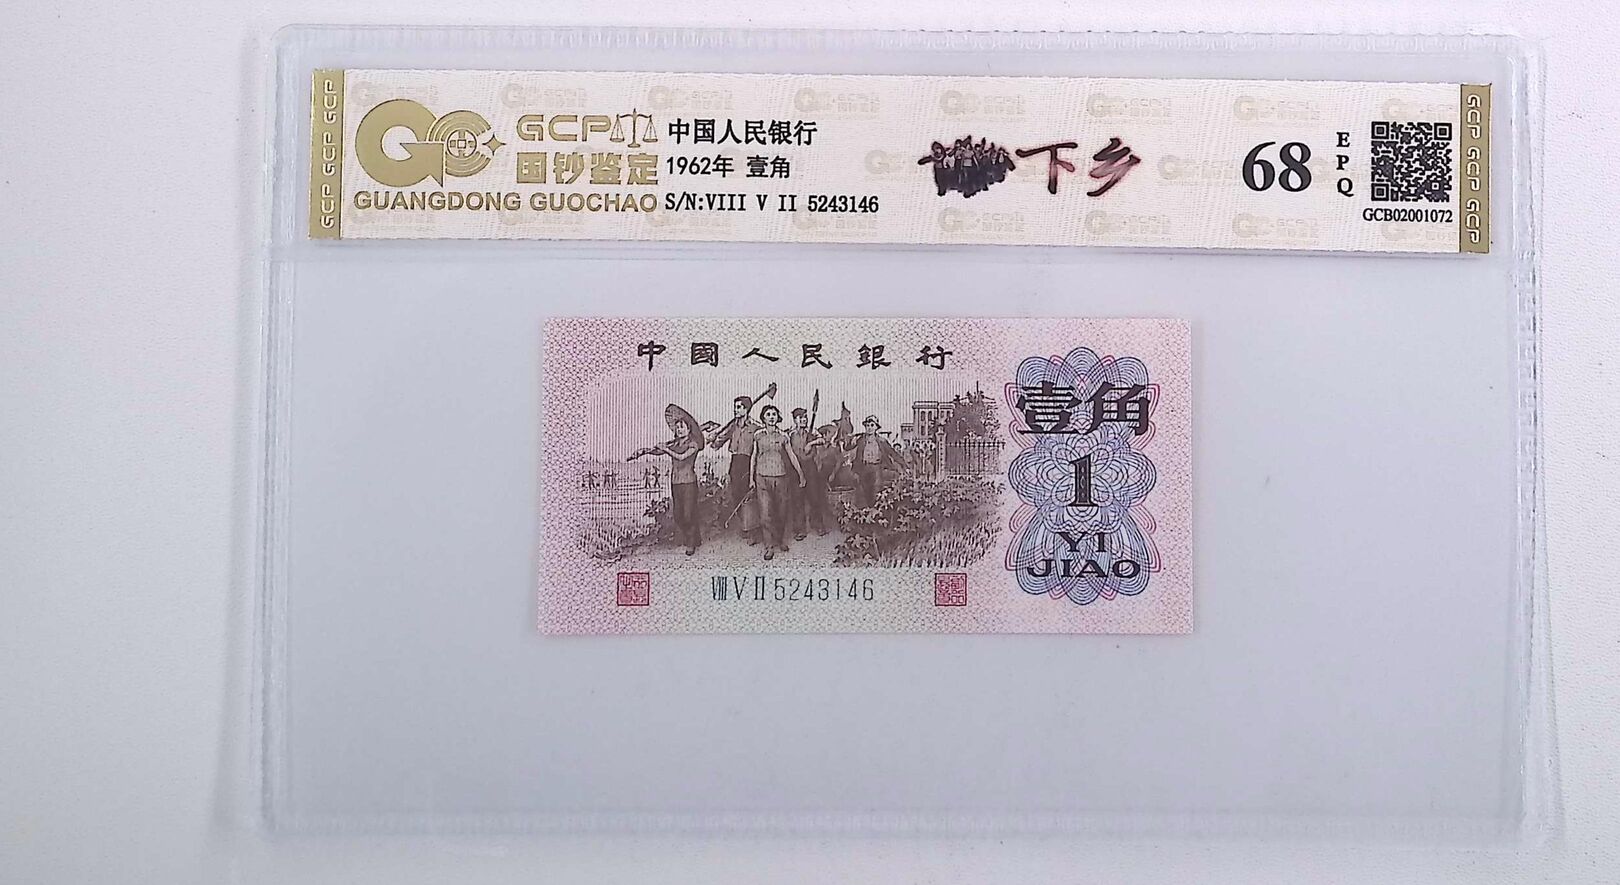 GCP 中国人民银行
国钞鉴定 1962年 壹角
GUANGDONG GUOCHAO S/N:VIII V II 5243146
下乡
68
EPQ
GCB02001072
GCP GCP GCP
GCP GCP GCP
中國人民銀行
壹角
1
YI
JIAO
VIII V II 5243146